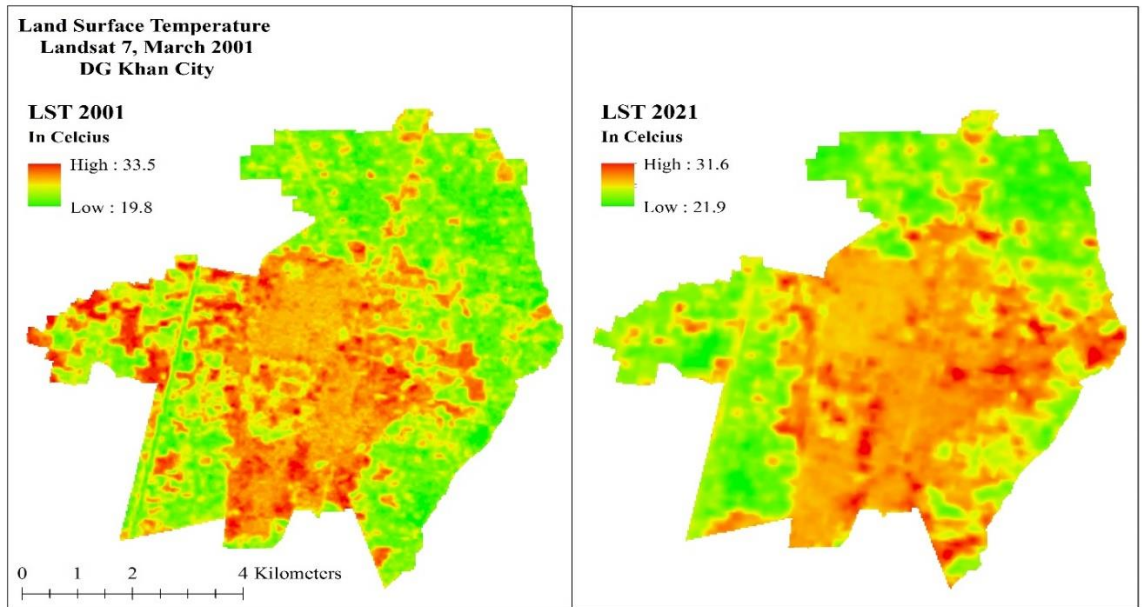 Land Surface Temperature
Landsat 7, March 2001
DG Khan City
LST 2001
In Celcius
High : 33.5
Low : 19.8
0 1 2 4 Kilometers
LST 2021
In Celcius
High : 31.6
Low : 21.9